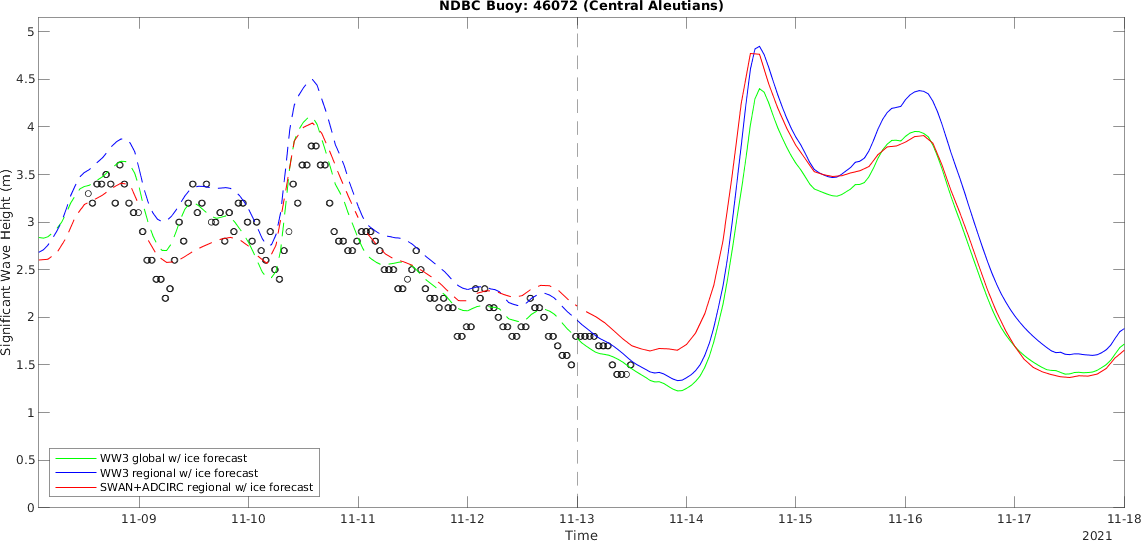 NDBC Buoy: 46072 (Central Aleutians)
Significant Wave Height (m)
5
4.5
4
3.5
3
2.5
2
1.5
1
0.5
0
WW3 global w/ ice forecast
WW3 regional w/ ice forecast
SWAN+ADCIRC regional w/ ice forecast
11-09 11-10 11-11 11-12 11-13 11-14 11-15 11-16 11-17 11-18
Time
2021